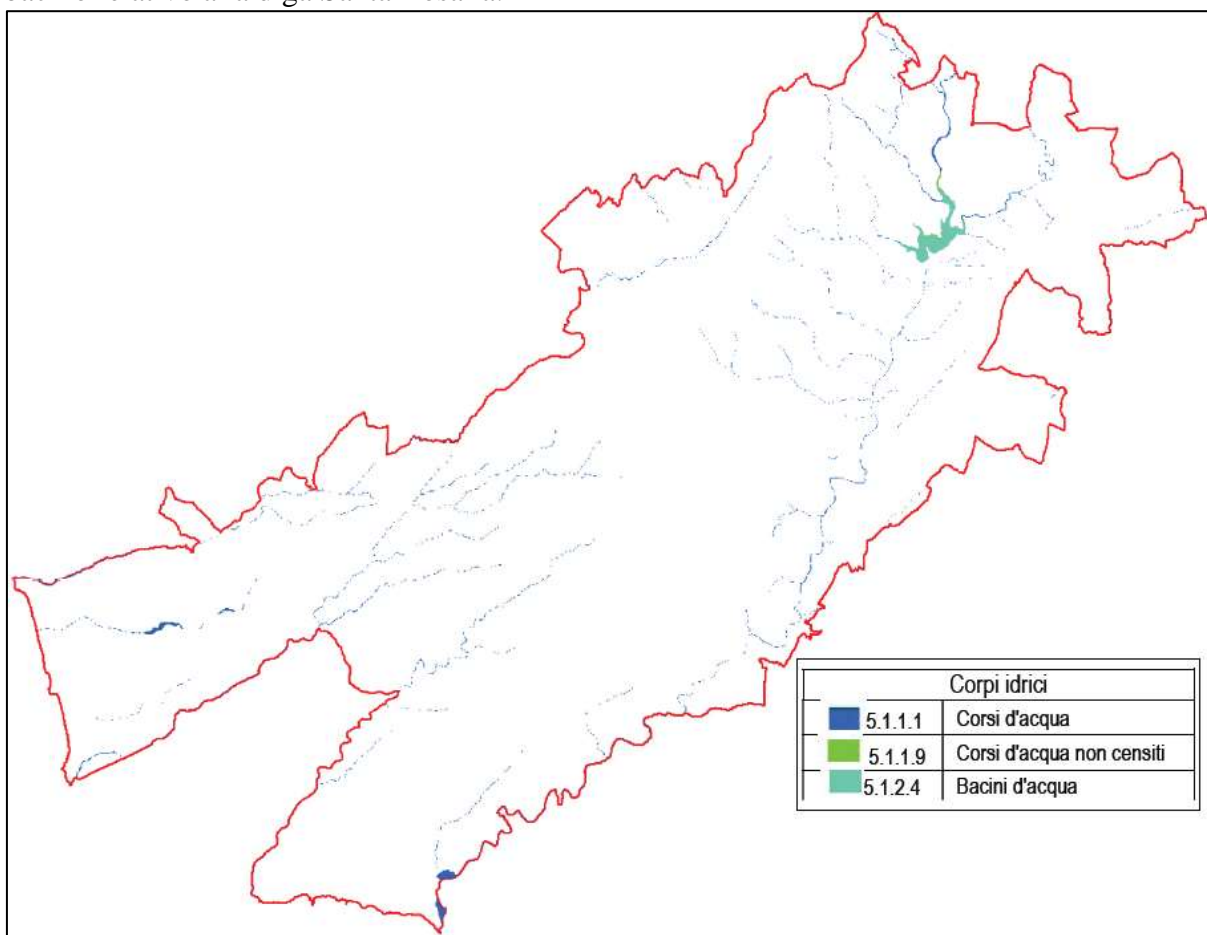 Corpi idrici
5.1.1.1 Corsi d'acqua
5.1.1.9 Corsi d'acqua non censiti
5.1.2.4 Bacini d'acqua